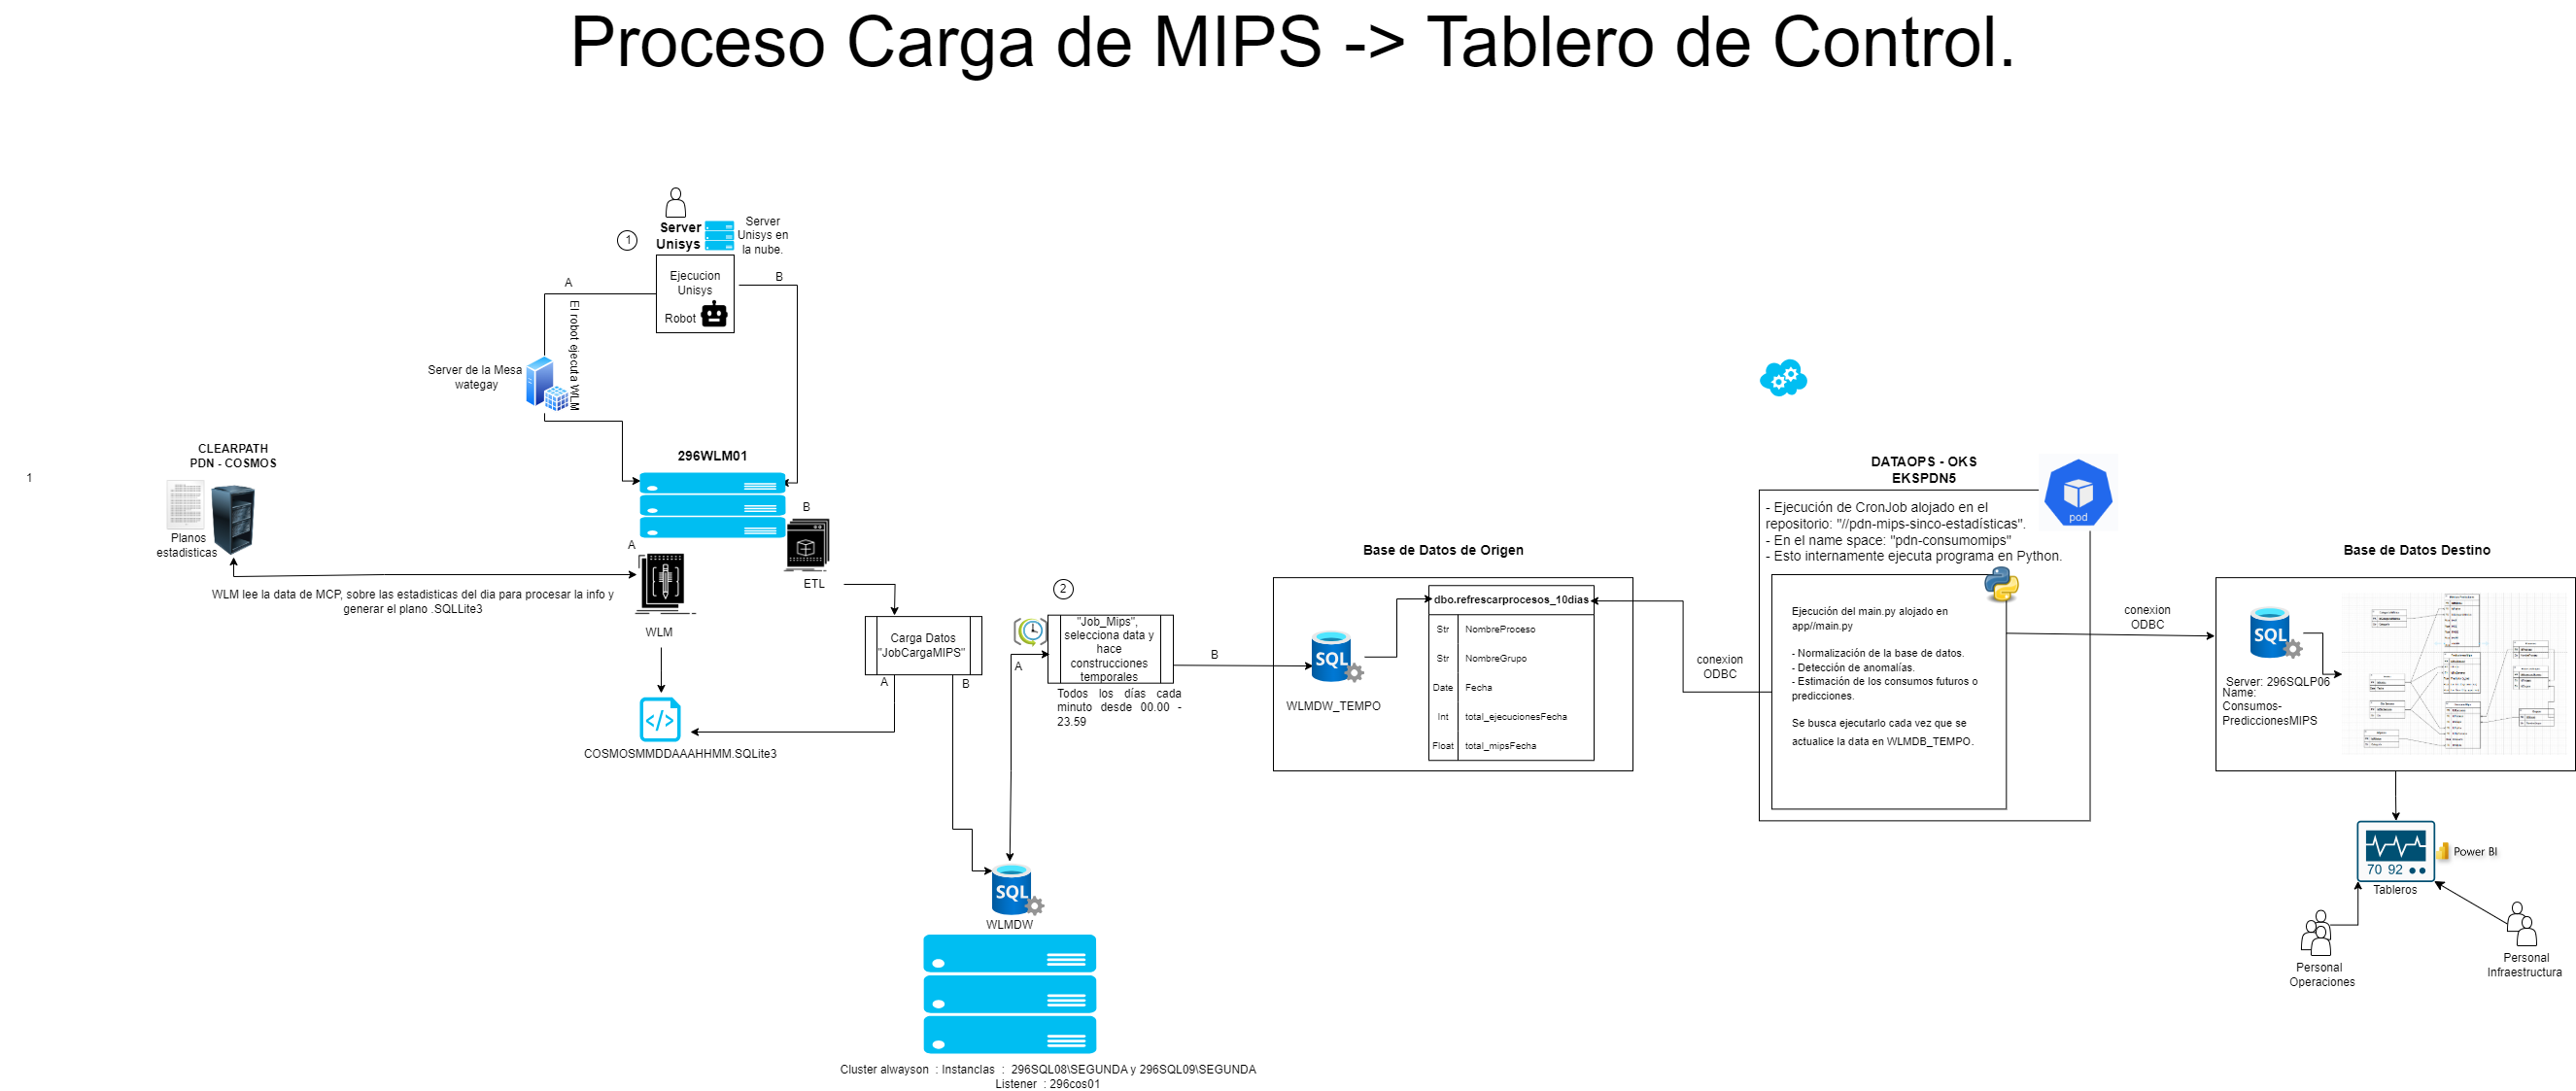 Proceso Carga de MIPS -> Tablero de Control.
1
Server
Unisys
Server
Unisys en
la nube.
Ejecucion
Unisys
Robot
A
B
El robot ejecuta WLM
Server de la Mesa
wategay
CLEARPATH
PDN - COSMOS
1
Planos
estadisticas
296WLM01
B
A
ETL
WLM lee la data de MCP, sobre las estadisticas del dia para procesar la info y
generar el plano .SQLLite3
WLM
COSMOSMMDDAAAHHMM.SQLite3
Carga Datos
"JobCargaMIPS"
A
B
2
"Job_Mips",
selecciona data y
hace
construcciones
temporales
A
B
Todos los días cada
minuto desde 00.00 -
23.59
WLMDW
Cluster alwayson : Instancias : 296SQL08\SEGUNDA y 296SQL09\SEGUNDA
Listener : 296cos01
Base de Datos de Origen
SQL
WLMDW_TEMPO
dbo.refrescarprocesos_10dias
Str NombreProceso
Str NombreGrupo
Date Fecha
Int total_ejecucionesFecha
Float total_mipsFecha
SQL
conexion
ODBC
DATAOPS - OKS
EKSPDN5
pod
- Ejecución de CronJob alojado en el
repositorio: "//pdn-mips-sinco-estadísticas".
- En el name space: "pdn-consumomips"
- Esto internamente ejecuta programa en Python.
Ejecución del main.py alojado en
app//main.py
- Normalización de la base de datos.
- Detección de anomalías.
- Estimación de los consumos futuros o
predicciones.
Se busca ejecutarlo cada vez que se
actualice la data en WLMDB_TEMPO.
conexion
ODBC
Base de Datos Destino
SQL
Server: 296SQLP06
Name:
Consumos-
PrediccionesMIPS
70 92
Power BI
Tableros
Personal
Operaciones
Personal
Infraestructura